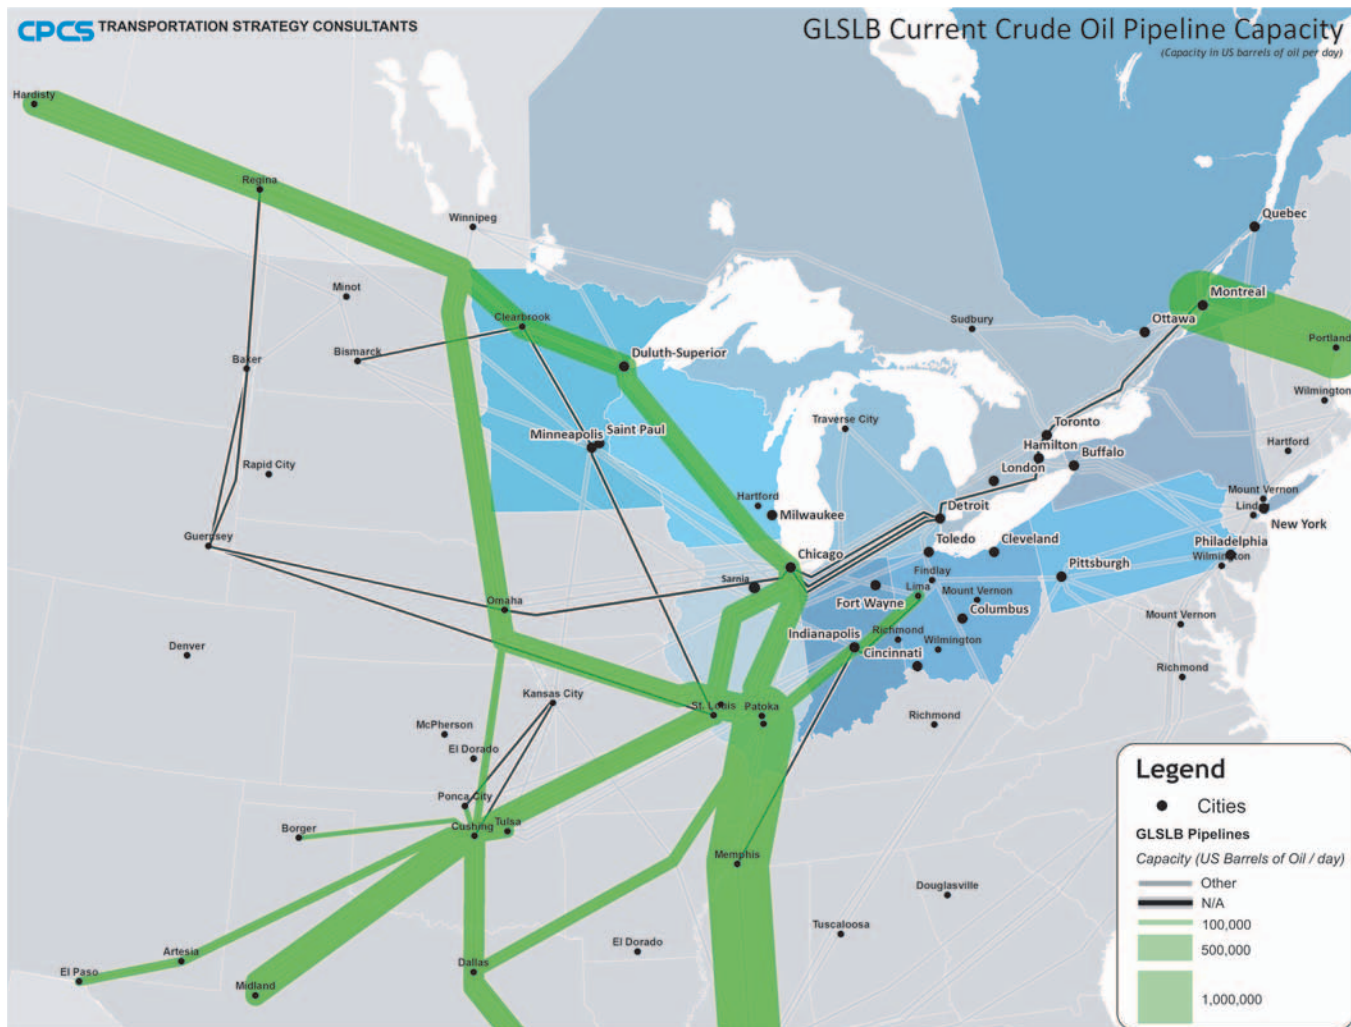 CPCS TRANSPORTATION STRATEGY CONSULTANTS
GLSLB Current Crude Oil Pipeline Capacity
(Capacity in US barrels of oil per day)
Hardisty
Regina
Winnipeg
Quebec
Minot
Montreal
Clearbrook
Sudbury
Ottawa
Bismarck
Baker
Duluth-Superior
Portland
Wilmington
Traverse City
Toronto
Minneapolis
Saint Paul
Hamilton
Buffalo
Hartford
Rapid City
London
Hartford
Milwaukee
Mount Vernon
Detroit
New York
Guernsey
Chicago
Toledo
Cleveland
Philadelphia
Wilmington
Pittsburgh
Findlay
Sarnia
Lima
Mount Vernon
Fort Wayne
Omaha
Columbus
Mount Vernon
Indianapolis
Richmond
Wilmington
Cincinnati
Denver
Richmond
Kansas City
St. Louis
Patoka
Richmond
McPherson
El Dorado
Ponca City
Borger
Cushing
Tulsa
Memphis
Douglasville
Tuscaloosa
El Dorado
Artesia
Dallas
El Paso
Midland
Legend
Cities
GLSLB Pipelines
Capacity (US Barrels of Oil / day)
Other
N/A
100,000
500,000
1,000,000